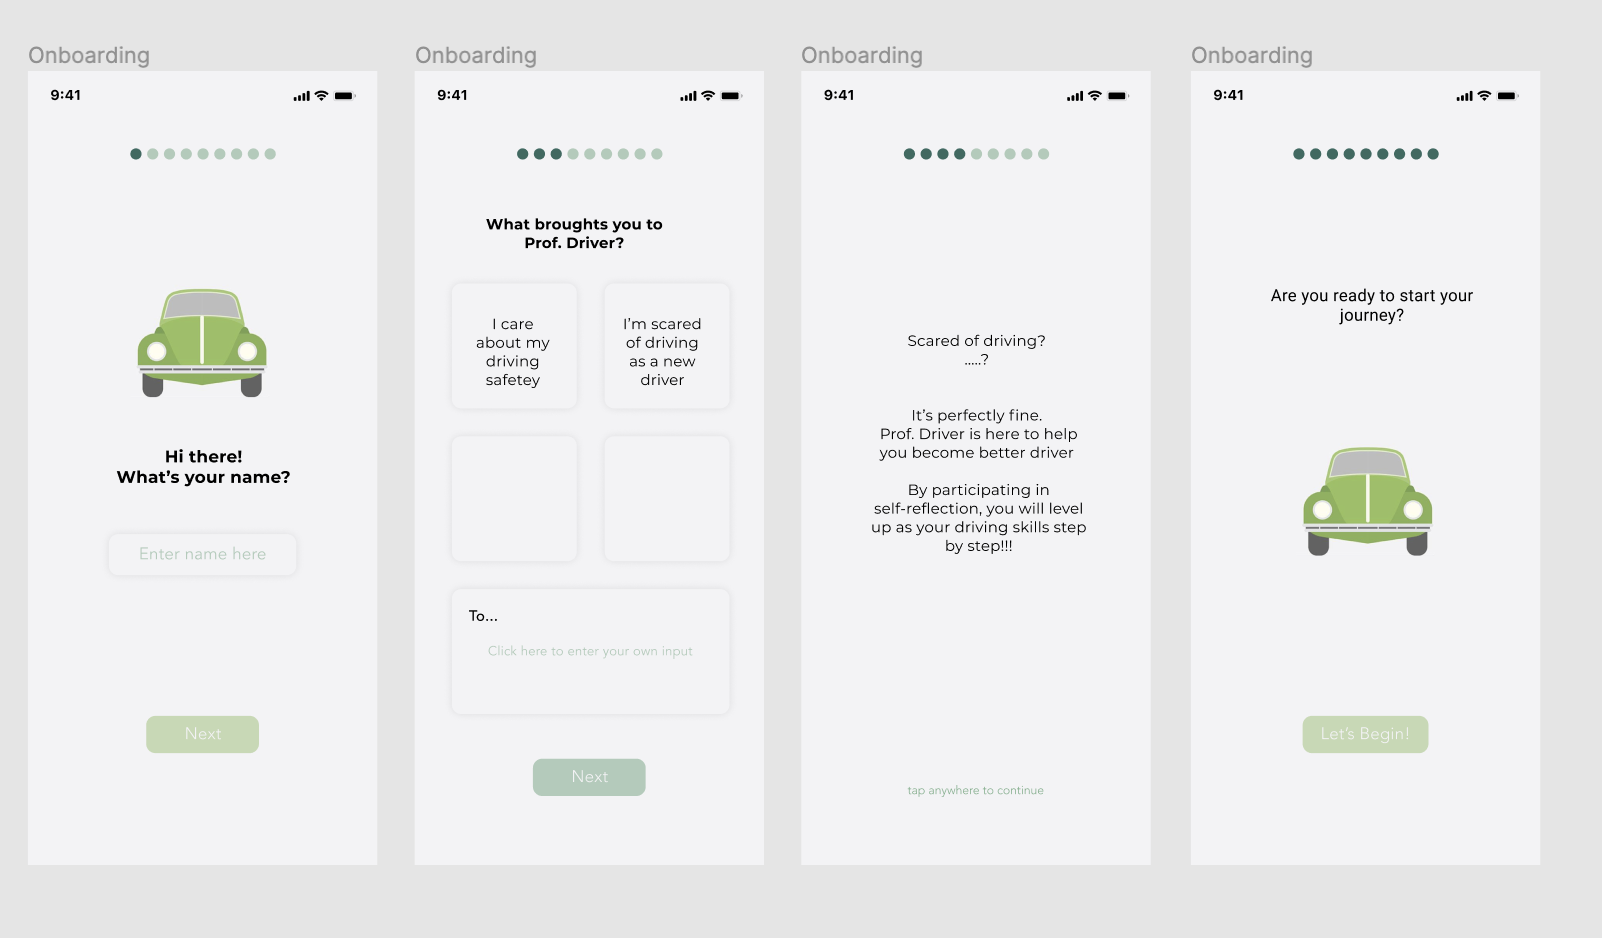 Onboarding
9:41
Hi there!
What's your name?
Enter name here
Next
Onboarding
9:41
What broughts you to
Prof. Driver?
I care
about my
driving
safetey
I'm scared
of driving
as a new
driver
To...
Click here to enter your own input
Next
Onboarding
9:41
Scared of driving?
.....?
It's perfectly fine.
Prof. Driver is here to help
you become better driver
By participating in
self-reflection, you will level
up as your driving skills step
by step!!!
tap anywhere to continue
Onboarding
9:41
Are you ready to start your
journey?
Let's Begin!